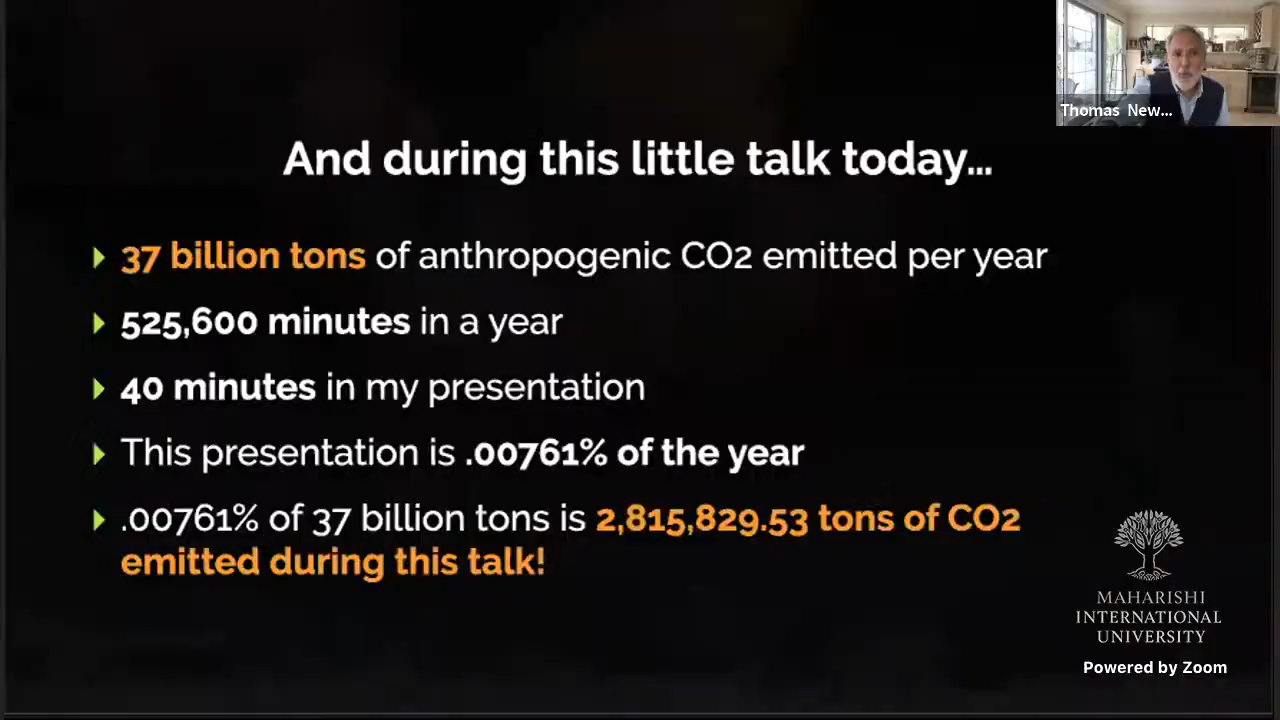 Thomas New...
And during this little talk today...
37 billion tons of anthropogenic CO2 emitted per year
525,600 minutes in a year
40 minutes in my presentation
This presentation is .00761% of the year
.00761% of 37 billion tons is 2,815,829.53 tons of CO2
emitted during this talk!
MAHARISHI
INTERNATIONAL
UNIVERSITY
Powered by Zoom